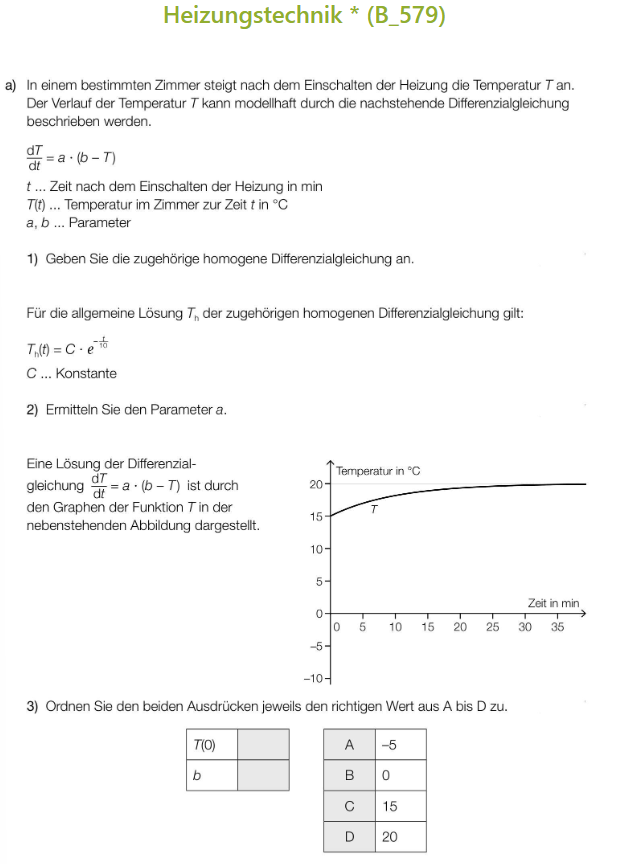 Heizungstechnik * (B_579)
a) In einem bestimmten Zimmer steigt nach dem Einschalten der Heizung die Temperatur T an.
Der Verlauf der Temperatur T kann modellhaft durch die nachstehende Differenzialgleichung
beschrieben werden.
dT/dt = a · (b – T)
t ... Zeit nach dem Einschalten der Heizung in min
T(t) ... Temperatur im Zimmer zur Zeit t in °C
a, b ... Parameter
1) Geben Sie die zugehörige homogene Differenzialgleichung an.
Für die allgemeine Lösung Tₕ der zugehörigen homogenen Differenzialgleichung gilt:
Tₕ(t) = C · e^(–t/10)
C ... Konstante
2) Ermitteln Sie den Parameter a.
Eine Lösung der Differenzial-
gleichung dT/dt = a · (b – T) ist durch
den Graphen der Funktion T in der
nebenstehenden Abbildung dargestellt.
Temperatur in °C
20
15
10
5
0
–5
–10
T
Zeit in min
0 5 10 15 20 25 30 35
3) Ordnen Sie den beiden Ausdrücken jeweils den richtigen Wert aus A bis D zu.
T(0)
b
A –5
B 0
C 15
D 20